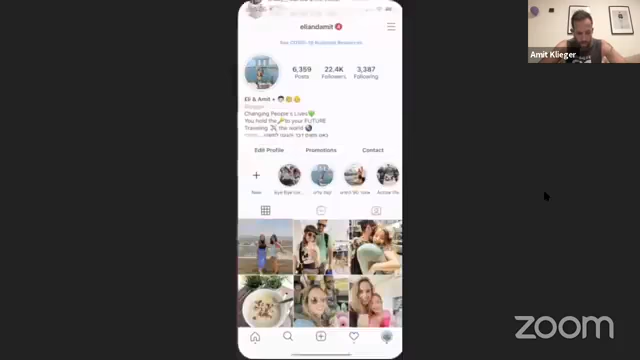 ellandamit 4
See COVID-19 Business Resources
6,359 22.4K 3,387
Posts Followers Following
Eli & Amit
Blogger
Changing People's Lives
You hold the to your FUTURE
Traveling the world
Edit Profile Promotions Contact
New
Amit Klieger
zoom